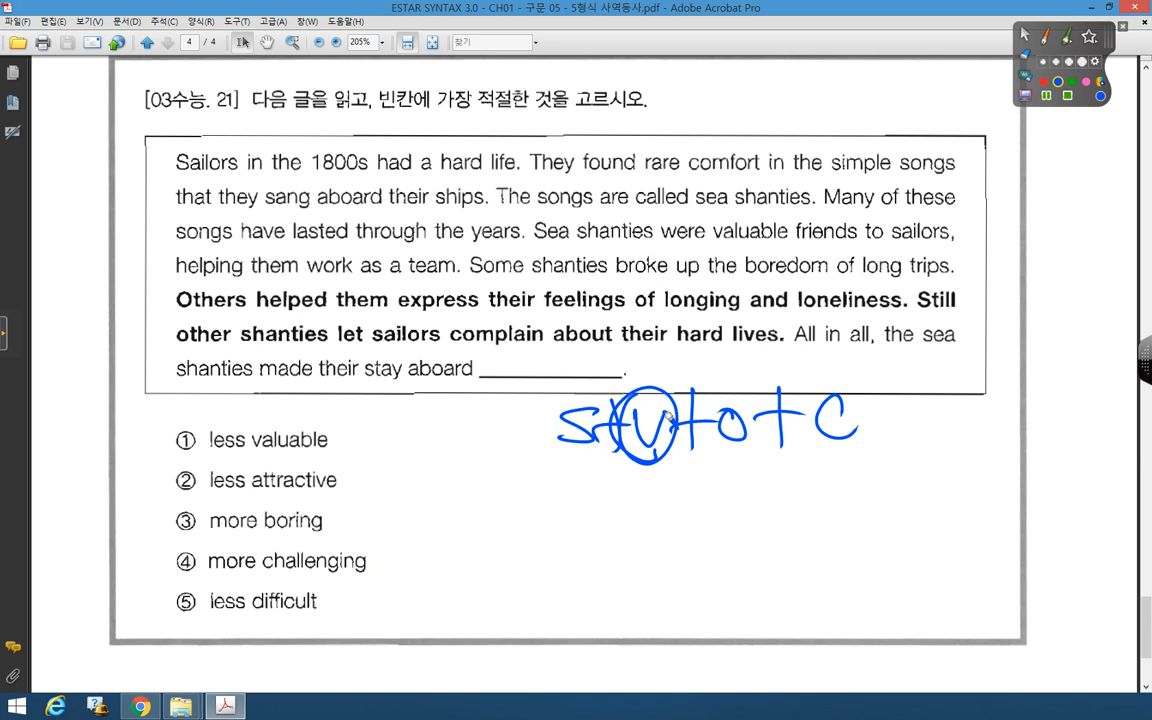 ESTAR SYNTAX 3.0 - CH01 - 구문 05 - 5형식 사역동사.pdf - Adobe Acrobat Pro
파일(F) 편집(E) 보기(V) 문서(D) 주석(C) 양식(R) 도구(T) 고급(A) 창(W) 도움말(H)
4 / 4 205% 찾기
[03수능. 21] 다음 글을 읽고, 빈칸에 가장 적절한 것을 고르시오.
Sailors in the 1800s had a hard life. They found rare comfort in the simple songs
that they sang aboard their ships. The songs are called sea shanties. Many of these
songs have lasted through the years. Sea shanties were valuable friends to sailors,
helping them work as a team. Some shanties broke up the boredom of long trips.
Others helped them express their feelings of longing and loneliness. Still
other shanties let sailors complain about their hard lives. All in all, the sea
shanties made their stay aboard ____________.
S+V+O+C
① less valuable
② less attractive
③ more boring
④ more challenging
⑤ less difficult